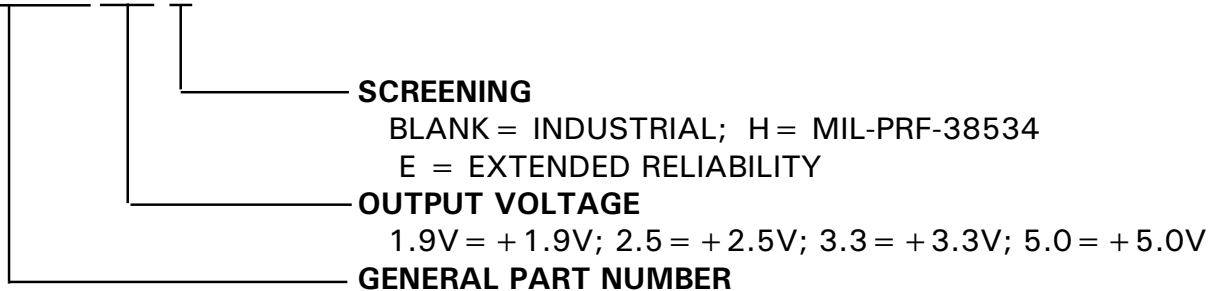 SCREENING
BLANK = INDUSTRIAL; H = MIL-PRF-38534
E = EXTENDED RELIABILITY
OUTPUT VOLTAGE
1.9V = +1.9V; 2.5 = +2.5V; 3.3 = +3.3V; 5.0 = +5.0V
GENERAL PART NUMBER